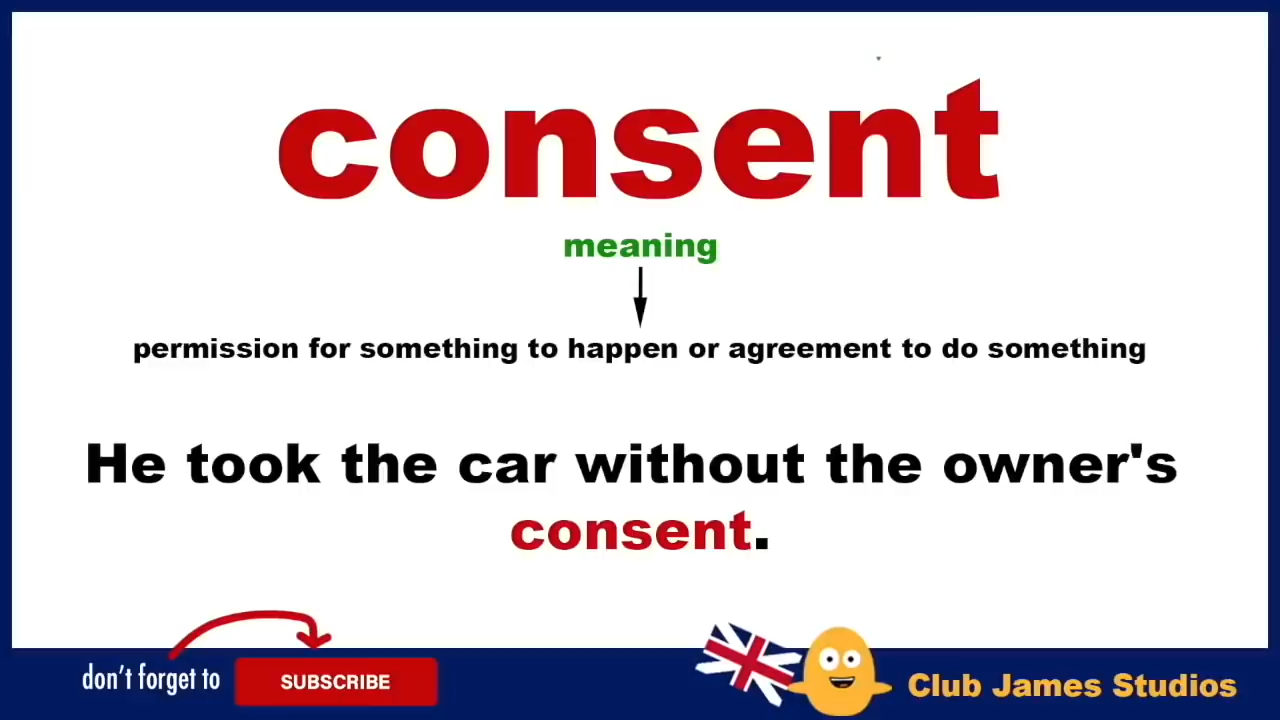 consent
meaning
permission for something to happen or agreement to do something
He took the car without the owner's
consent.
don't forget to
SUBSCRIBE
Club James Studios